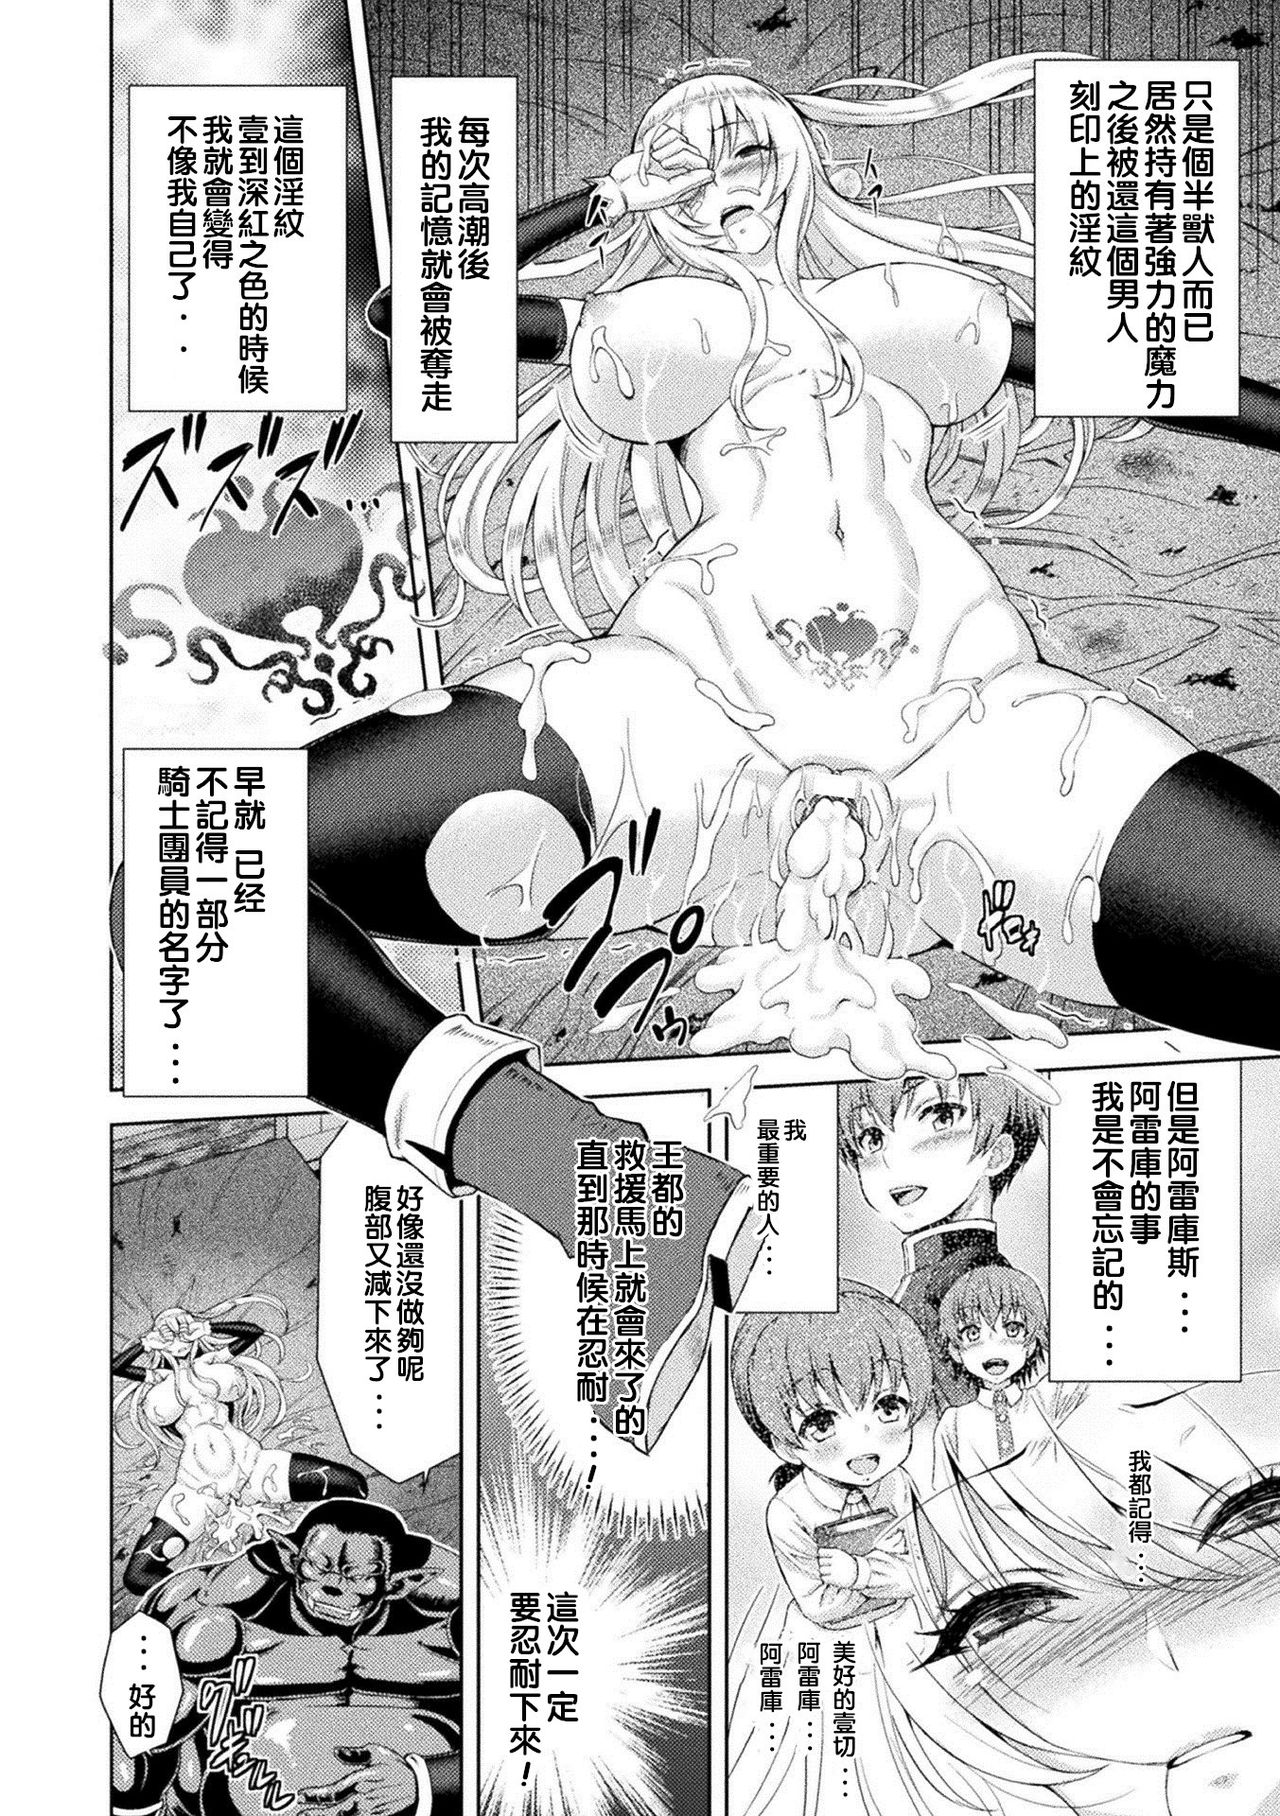 只是個半獸人而已
居然持有著強力的魔力
之後被還這個男人
刻印上的淫紋
每次高潮後
我的記憶就會被奪走
這個淫紋
壹到深紅之色的時候
我就會變得
不像我自己了．．
ズズズ…
早就 已经
不記得一部分
騎士團員的名字了．．．
ドロォ
但是阿雷庫斯．．．
阿雷庫的事
我是不會忘記的．．．
我
最重要的人．．．
我都記得．．．
美好的壹切．．．
阿雷庫．．．
阿雷庫．．．
王都的
救援馬上就會來了的
直到那時候在忍耐．．．！
這次一定
要忍耐下來！
好像還沒做夠呢
腹部又減下來了．．．
．．．好的